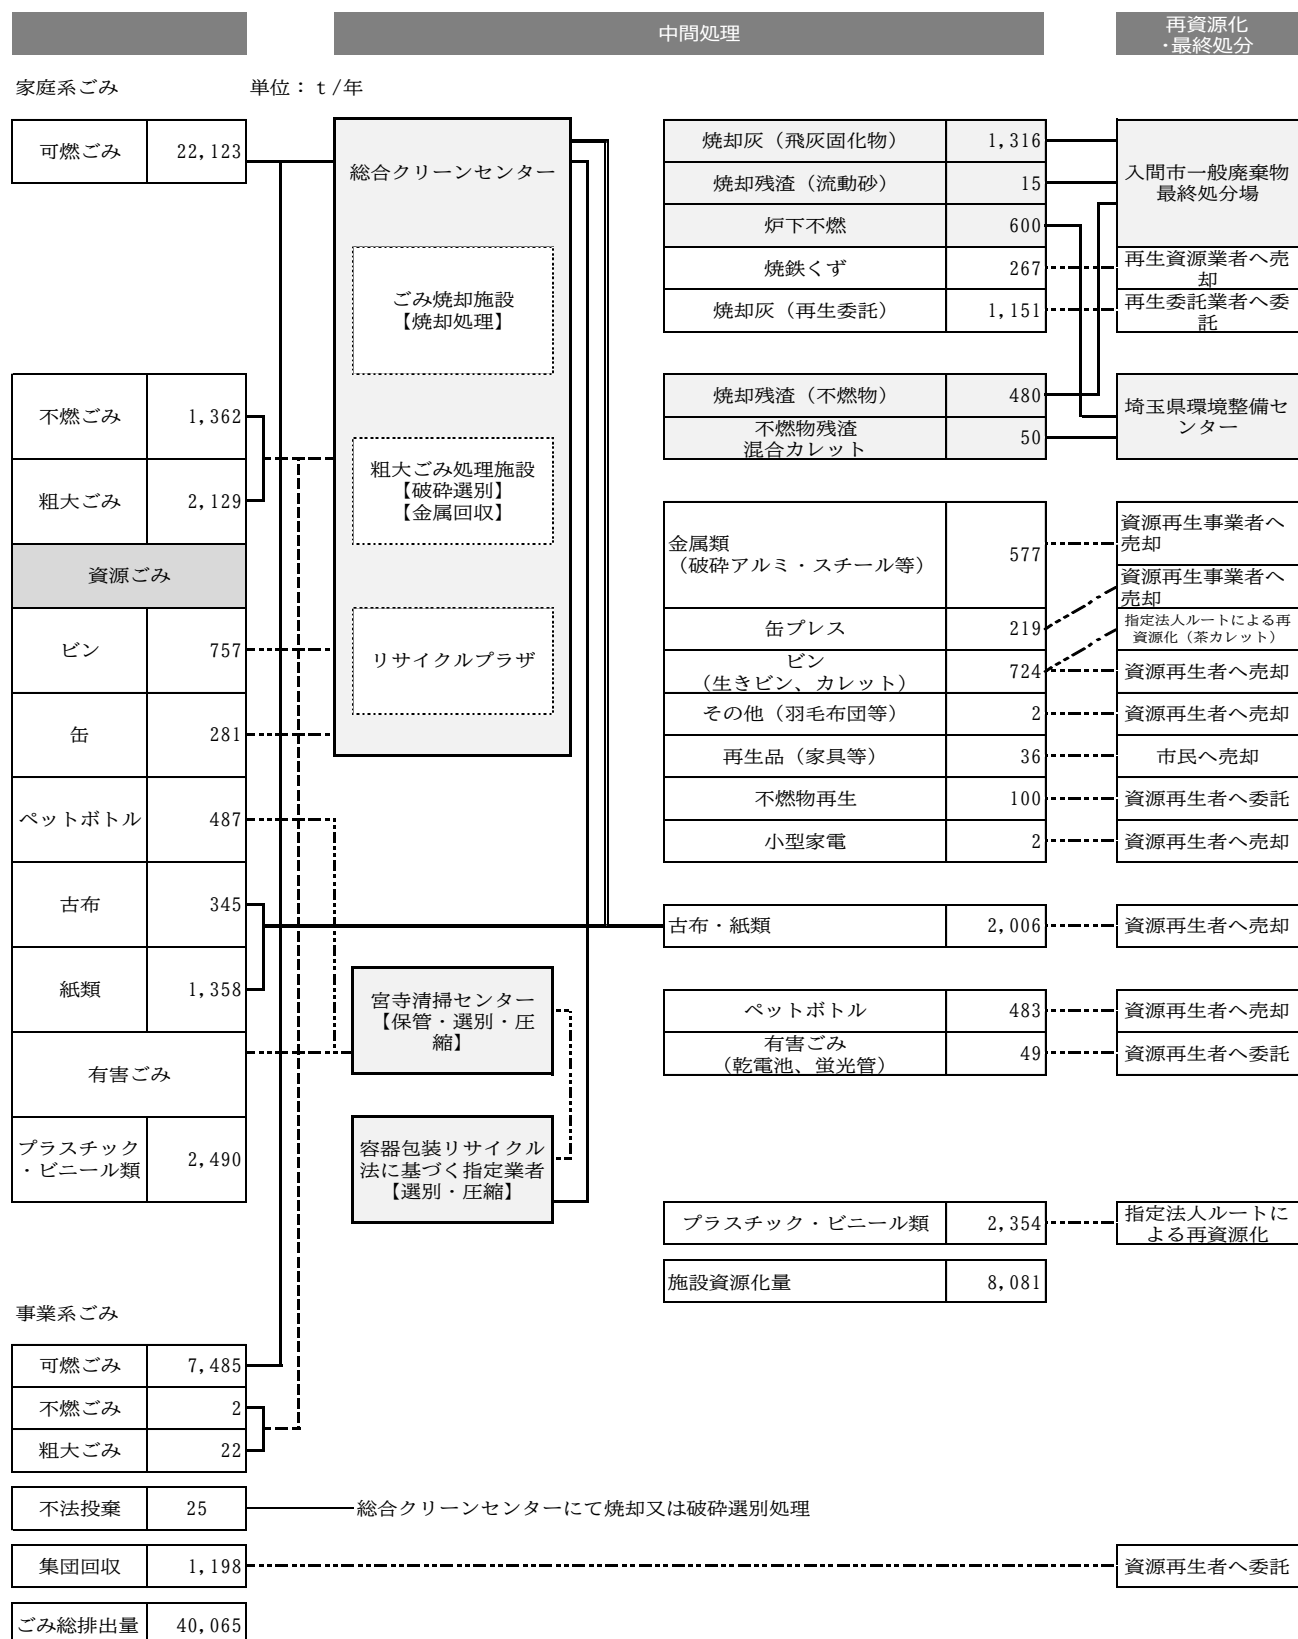 中間処理
再資源化
・最終処分
家庭系ごみ
単位：ｔ/年
可燃ごみ 22,123
不燃ごみ 1,362
粗大ごみ 2,129
資源ごみ
ビン 757
缶 281
ペットボトル 487
古布 345
紙類 1,358
有害ごみ
プラスチック
・ビニール類 2,490
事業系ごみ
可燃ごみ 7,485
不燃ごみ 2
粗大ごみ 22
不法投棄 25
総合クリーンセンターにて焼却又は破砕選別処理
集団回収 1,198
資源再生者へ委託
ごみ総排出量 40,065
総合クリーンセンター
ごみ焼却施設
【焼却処理】
粗大ごみ処理施設
【破砕選別】
【金属回収】
リサイクルプラザ
宮寺清掃センター
【保管・選別・圧
縮】
容器包装リサイクル
法に基づく指定業者
【選別・圧縮】
焼却灰（飛灰固化物） 1,316
焼却残渣（流動砂） 15
炉下不燃 600
焼鉄くず 267
焼却灰（再生委託） 1,151
焼却残渣（不燃物） 480
不燃物残渣
混合カレット 50
金属類
（破砕アルミ・スチール等） 577
缶プレス 219
ビン
（生きビン、カレット） 724
その他（羽毛布団等） 2
再生品（家具等） 36
不燃物再生 100
小型家電 2
古布・紙類 2,006
ペットボトル 483
有害ごみ
（乾電池、蛍光管） 49
プラスチック・ビニール類 2,354
施設資源化量 8,081
入間市一般廃棄物
最終処分場
再生資源業者へ売
却
再生委託業者へ委
託
埼玉県環境整備セ
ンター
資源再生事業者へ
売却
資源再生事業者へ
売却
指定法人ルートによる再
資源化（茶カレット）
資源再生者へ売却
資源再生者へ売却
市民へ売却
資源再生者へ委託
資源再生者へ売却
資源再生者へ売却
資源再生者へ売却
資源再生者へ委託
指定法人ルートに
よる再資源化